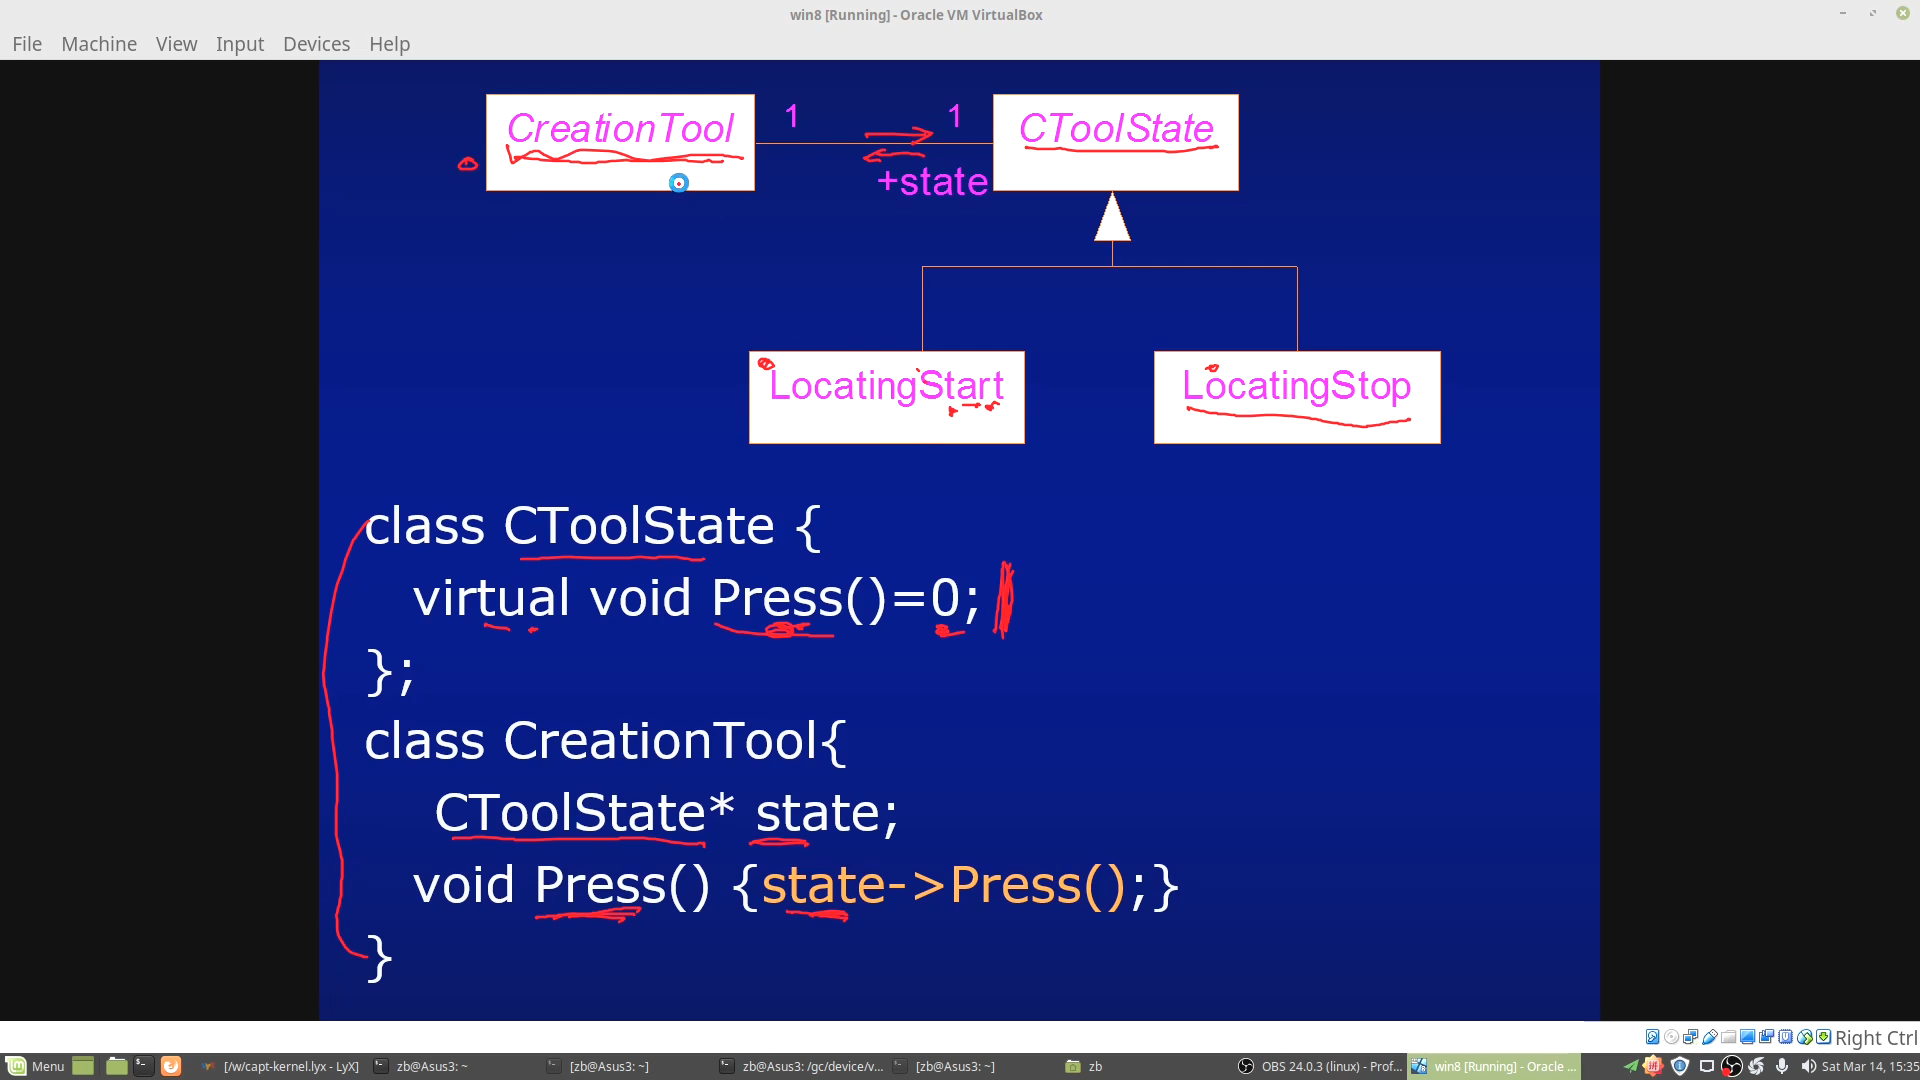 win8 [Running] - Oracle VM VirtualBox
File Machine View Input Devices Help
CreationTool
1
1
CToolState
+state
LocatingStart
LocatingStop
class CToolState {
virtual void Press()=0;
};
class CreationTool{
CToolState* state;
void Press() {state->Press();}
}
Right Ctrl
Menu
[/w/capt-kernel.lyx - LyX]
zb@Asus3: ~
[zb@Asus3: ~]
zb@Asus3: /gc/device/v...
[zb@Asus3: ~]
zb
OBS 24.0.3 (linux) - Prof...
win8 [Running] - Oracle ...
Sat Mar 14, 15:35